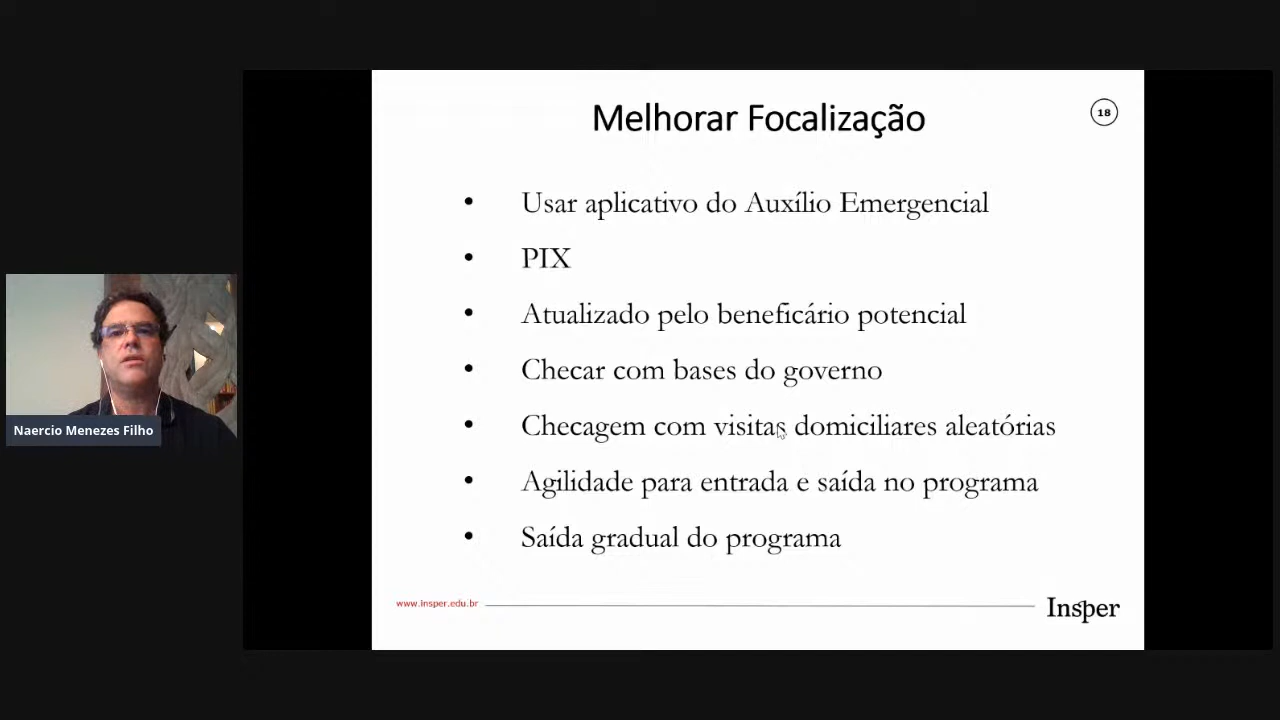 Melhorar Focalização
18
• Usar aplicativo do Auxílio Emergencial
• PIX
• Atualizado pelo beneficário potencial
• Checar com bases do governo
• Checagem com visitas domiciliares aleatórias
• Agilidade para entrada e saída no programa
• Saída gradual do programa
Naercio Menezes Filho
www.insper.edu.br
Insper